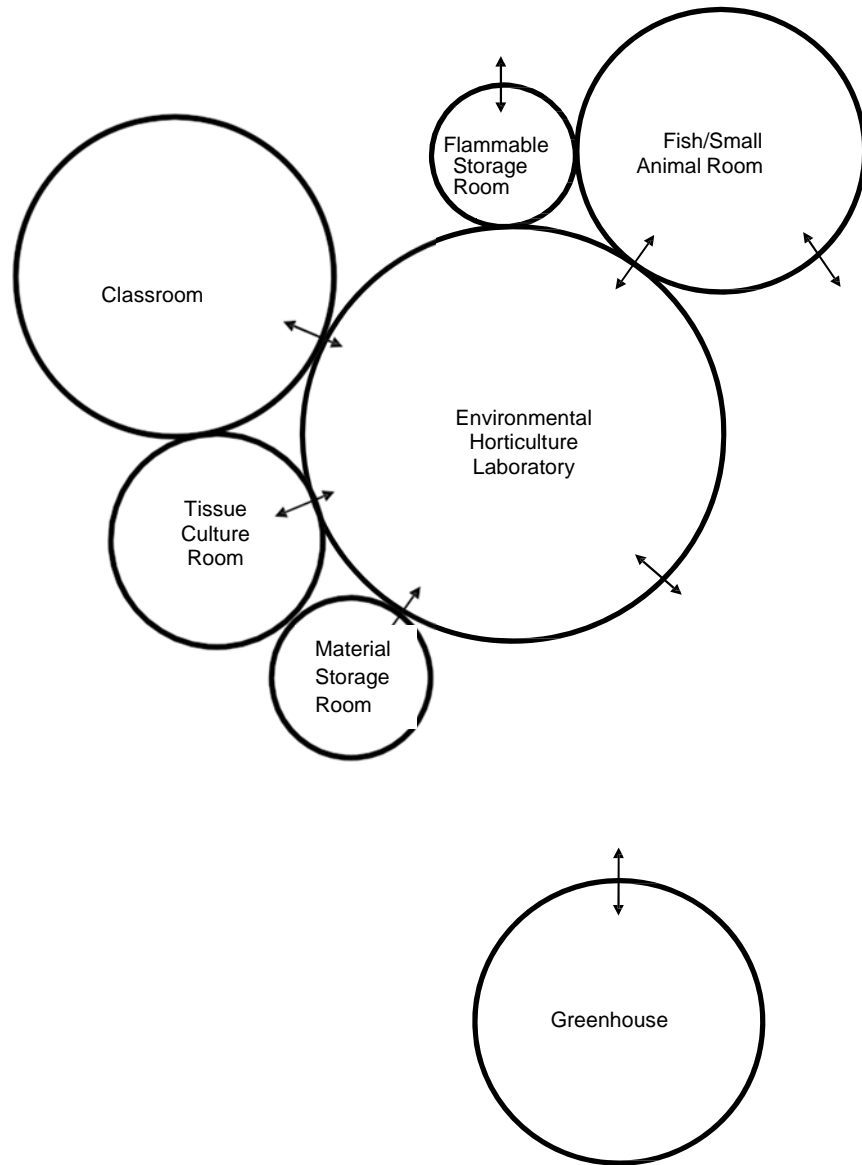 Flammable
Storage
Room
Fish/Small
Animal Room
Classroom
Environmental
Horticulture
Laboratory
Tissue
Culture
Room
Material
Storage
Room
Greenhouse